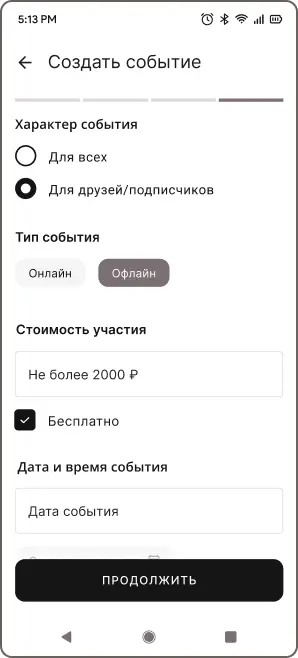 5:13 PM
Создать событие
Характер события
Для всех
Для друзей/подписчиков
Тип события
Онлайн
Офлайн
Стоимость участия
Не более 2000 ₽
Бесплатно
Дата и время события
Дата события
ПРОДОЛЖИТЬ